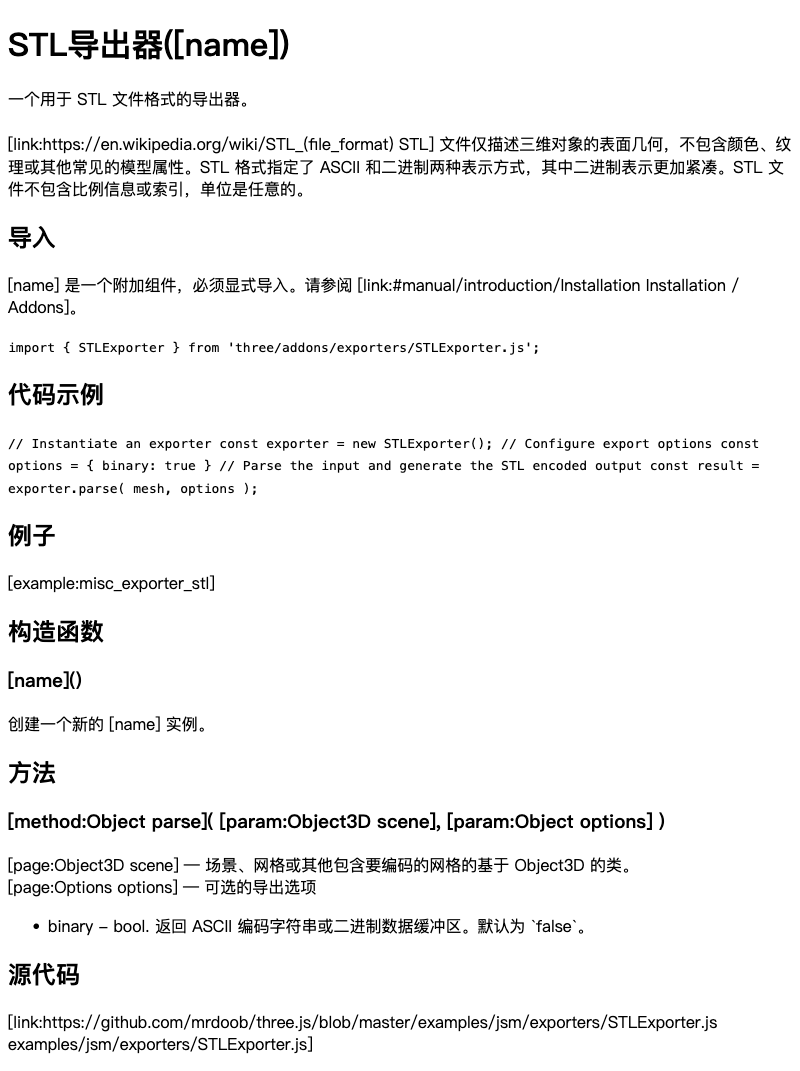 STL导出器([name])
一个用于 STL 文件格式的导出器。
[link:https://en.wikipedia.org/wiki/STL_(file_format) STL] 文件仅描述三维对象的表面几何，不包含颜色、纹
理或其他常见的模型属性。STL 格式指定了 ASCII 和二进制两种表示方式，其中二进制表示更加紧凑。STL 文
件不包含比例信息或索引，单位是任意的。
导入
[name] 是一个附加组件，必须显式导入。请参阅 [link:#manual/introduction/Installation Installation /
Addons]。
import { STLExporter } from 'three/addons/exporters/STLExporter.js';
代码示例
// Instantiate an exporter const exporter = new STLExporter(); // Configure export options const
options = { binary: true } // Parse the input and generate the STL encoded output const result =
exporter.parse( mesh, options );
例子
[example:misc_exporter_stl]
构造函数
[name]()
创建一个新的 [name] 实例。
方法
[method:Object parse]( [param:Object3D scene], [param:Object options] )
[page:Object3D scene] — 场景、网格或其他包含要编码的网格的基于 Object3D 的类。
[page:Options options] — 可选的导出选项
• binary - bool. 返回 ASCII 编码字符串或二进制数据缓冲区。默认为 `false`。
源代码
[link:https://github.com/mrdoob/three.js/blob/master/examples/jsm/exporters/STLExporter.js
examples/jsm/exporters/STLExporter.js]